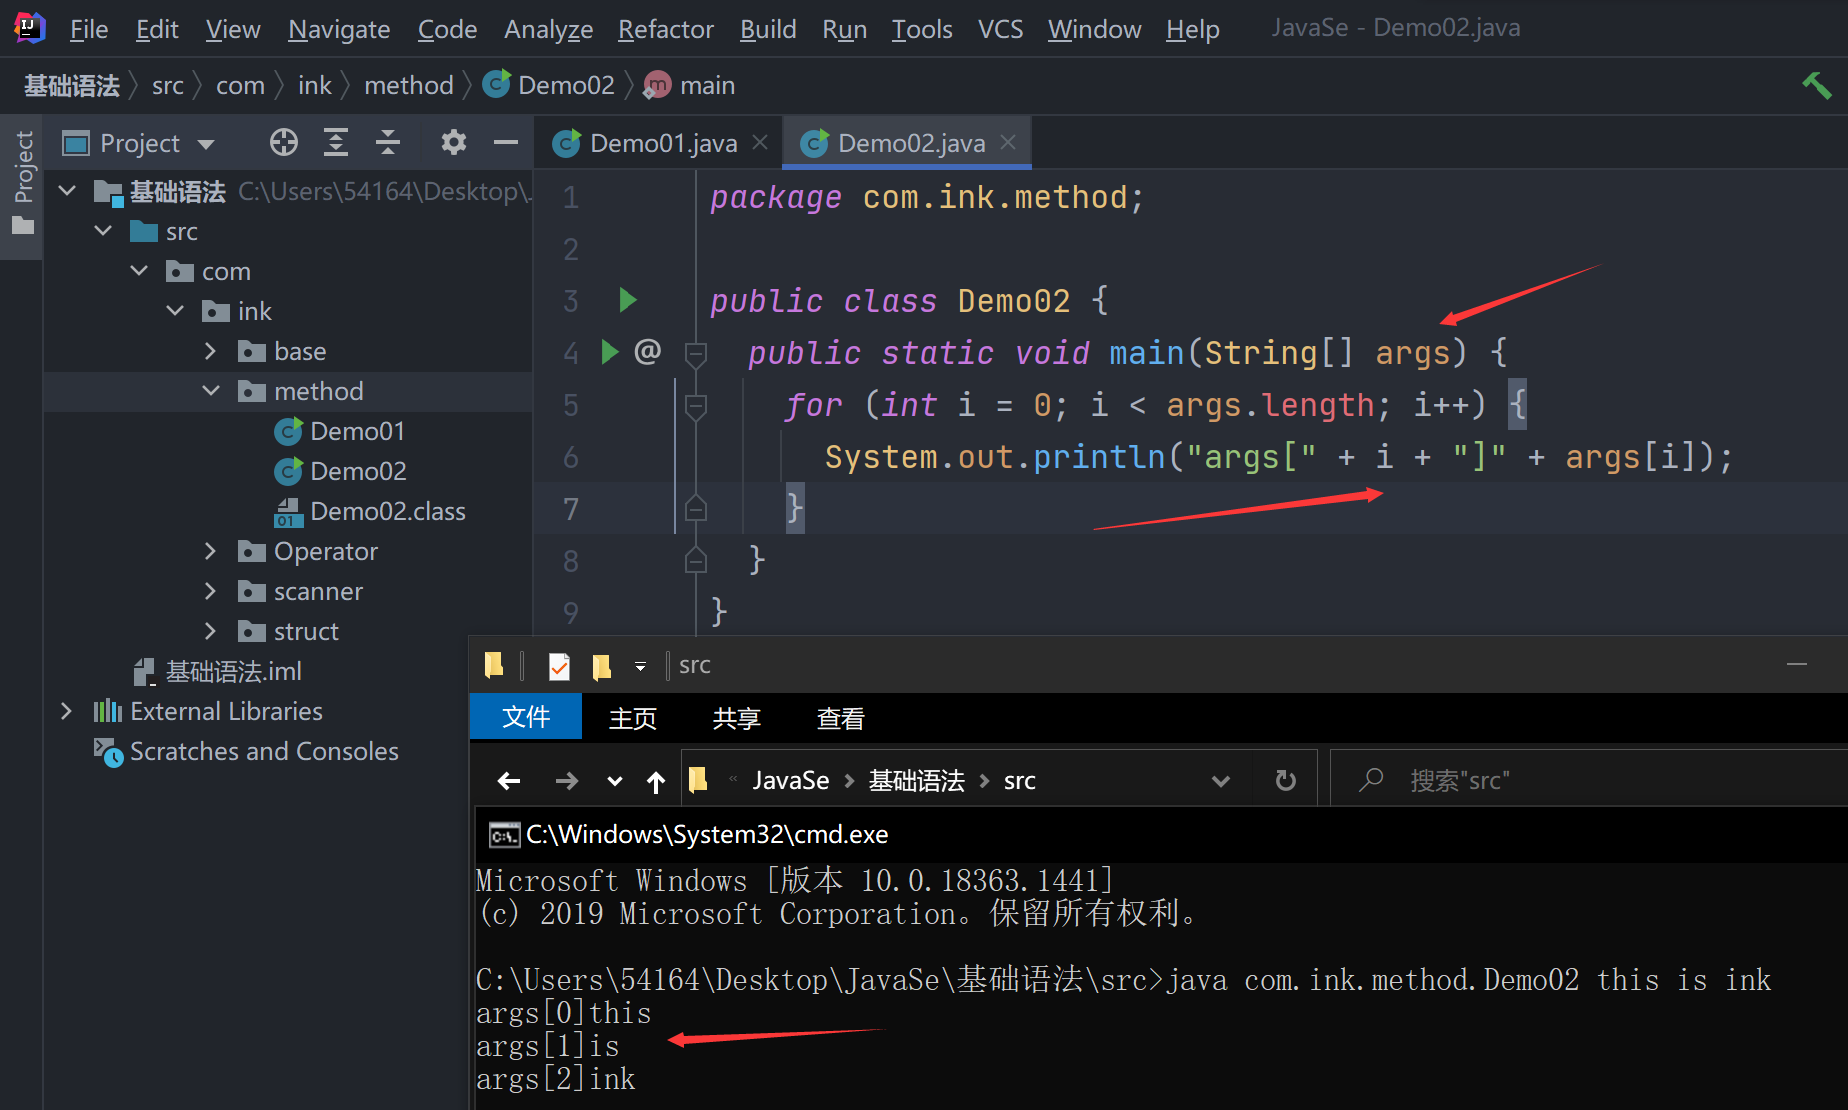 File Edit View Navigate Code Analyze Refactor Build Run Tools VCS Window Help JavaSe - Demo02.java
基础语法 src com ink method Demo02 main
Project
Project
Demo01.java
Demo02.java
基础语法 C:\Users\54164\Desktop\
src
com
ink
base
method
Demo01
Demo02
Demo02.class
Operator
scanner
struct
基础语法.iml
External Libraries
Scratches and Consoles
1 package com.ink.method;
2
3 public class Demo02 {
4 @ public static void main(String[] args) {
5 for (int i = 0; i < args.length; i++) {
6 System.out.println("args[" + i + "]" + args[i]);
7 }
8 }
9 }
src
文件 主页 共享 查看
« JavaSe 基础语法 src 搜索"src"
C:\Windows\System32\cmd.exe
Microsoft Windows [版本 10.0.18363.1441]
(c) 2019 Microsoft Corporation。保留所有权利。
C:\Users\54164\Desktop\JavaSe\基础语法\src>java com.ink.method.Demo02 this is ink
args[0]this
args[1]is
args[2]ink